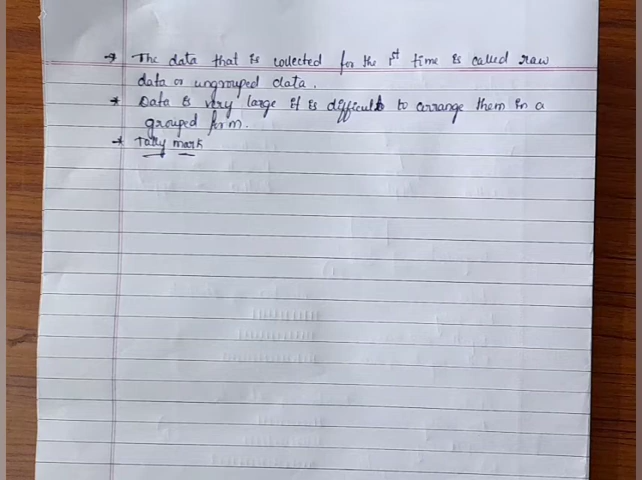 → The data that is collected for the 1st time is called raw
data or ungrouped data.
* Data is very large it is difficult to arrange them in a
grouped form.
→ Tally mark